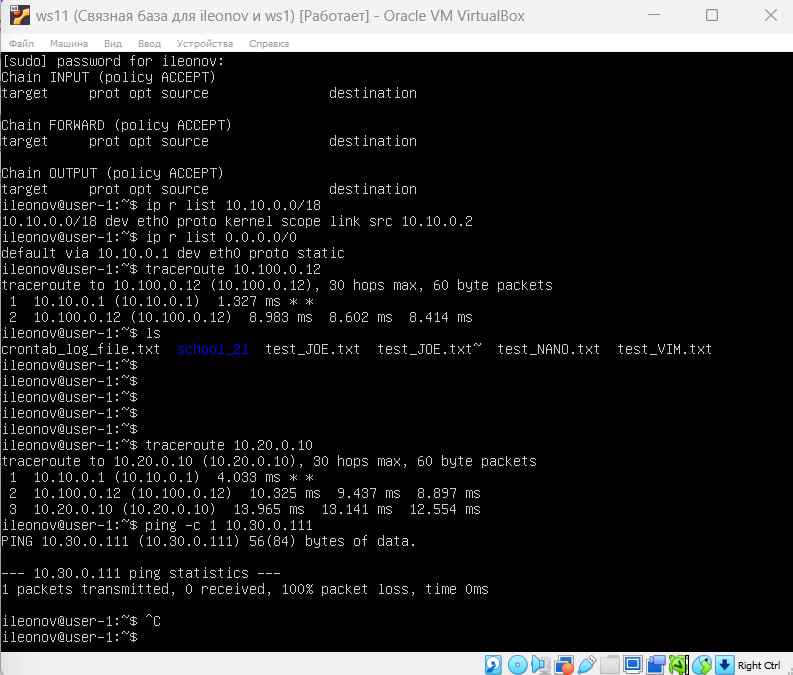 ws11 (Связная база для ileonov и ws1) [Работает] - Oracle VM VirtualBox
Файл Машина Вид Ввод Устройства Справка
[sudo] password for ileonov:
Chain INPUT (policy ACCEPT)
target     prot opt source               destination
Chain FORWARD (policy ACCEPT)
target     prot opt source               destination
Chain OUTPUT (policy ACCEPT)
target     prot opt source               destination
ileonov@user-1:~$ ip r list 10.10.0.0/18
10.10.0.0/18 dev eth0 proto kernel scope link src 10.10.0.2
ileonov@user-1:~$ ip r list 0.0.0.0/0
default via 10.10.0.1 dev eth0 proto static
ileonov@user-1:~$ traceroute 10.100.0.12
traceroute to 10.100.0.12 (10.100.0.12), 30 hops max, 60 byte packets
 1  10.10.0.1 (10.10.0.1)  1.327 ms * *
 2  10.100.0.12 (10.100.0.12)  8.983 ms  8.602 ms  8.414 ms
ileonov@user-1:~$ ls
crontab_log_file.txt  school_21  test_JOE.txt  test_JOE.txt~  test_NANO.txt  test_VIM.txt
ileonov@user-1:~$
ileonov@user-1:~$
ileonov@user-1:~$
ileonov@user-1:~$
ileonov@user-1:~$
ileonov@user-1:~$ traceroute 10.20.0.10
traceroute to 10.20.0.10 (10.20.0.10), 30 hops max, 60 byte packets
 1  10.10.0.1 (10.10.0.1)  4.033 ms * *
 2  10.100.0.12 (10.100.0.12)  10.325 ms  9.437 ms  8.897 ms
 3  10.20.0.10 (10.20.0.10)  13.965 ms  13.141 ms  12.554 ms
ileonov@user-1:~$ ping -c 1 10.30.0.111
PING 10.30.0.111 (10.30.0.111) 56(84) bytes of data.
--- 10.30.0.111 ping statistics ---
1 packets transmitted, 0 received, 100% packet loss, time 0ms
ileonov@user-1:~$ ^C
ileonov@user-1:~$
Right Ctrl